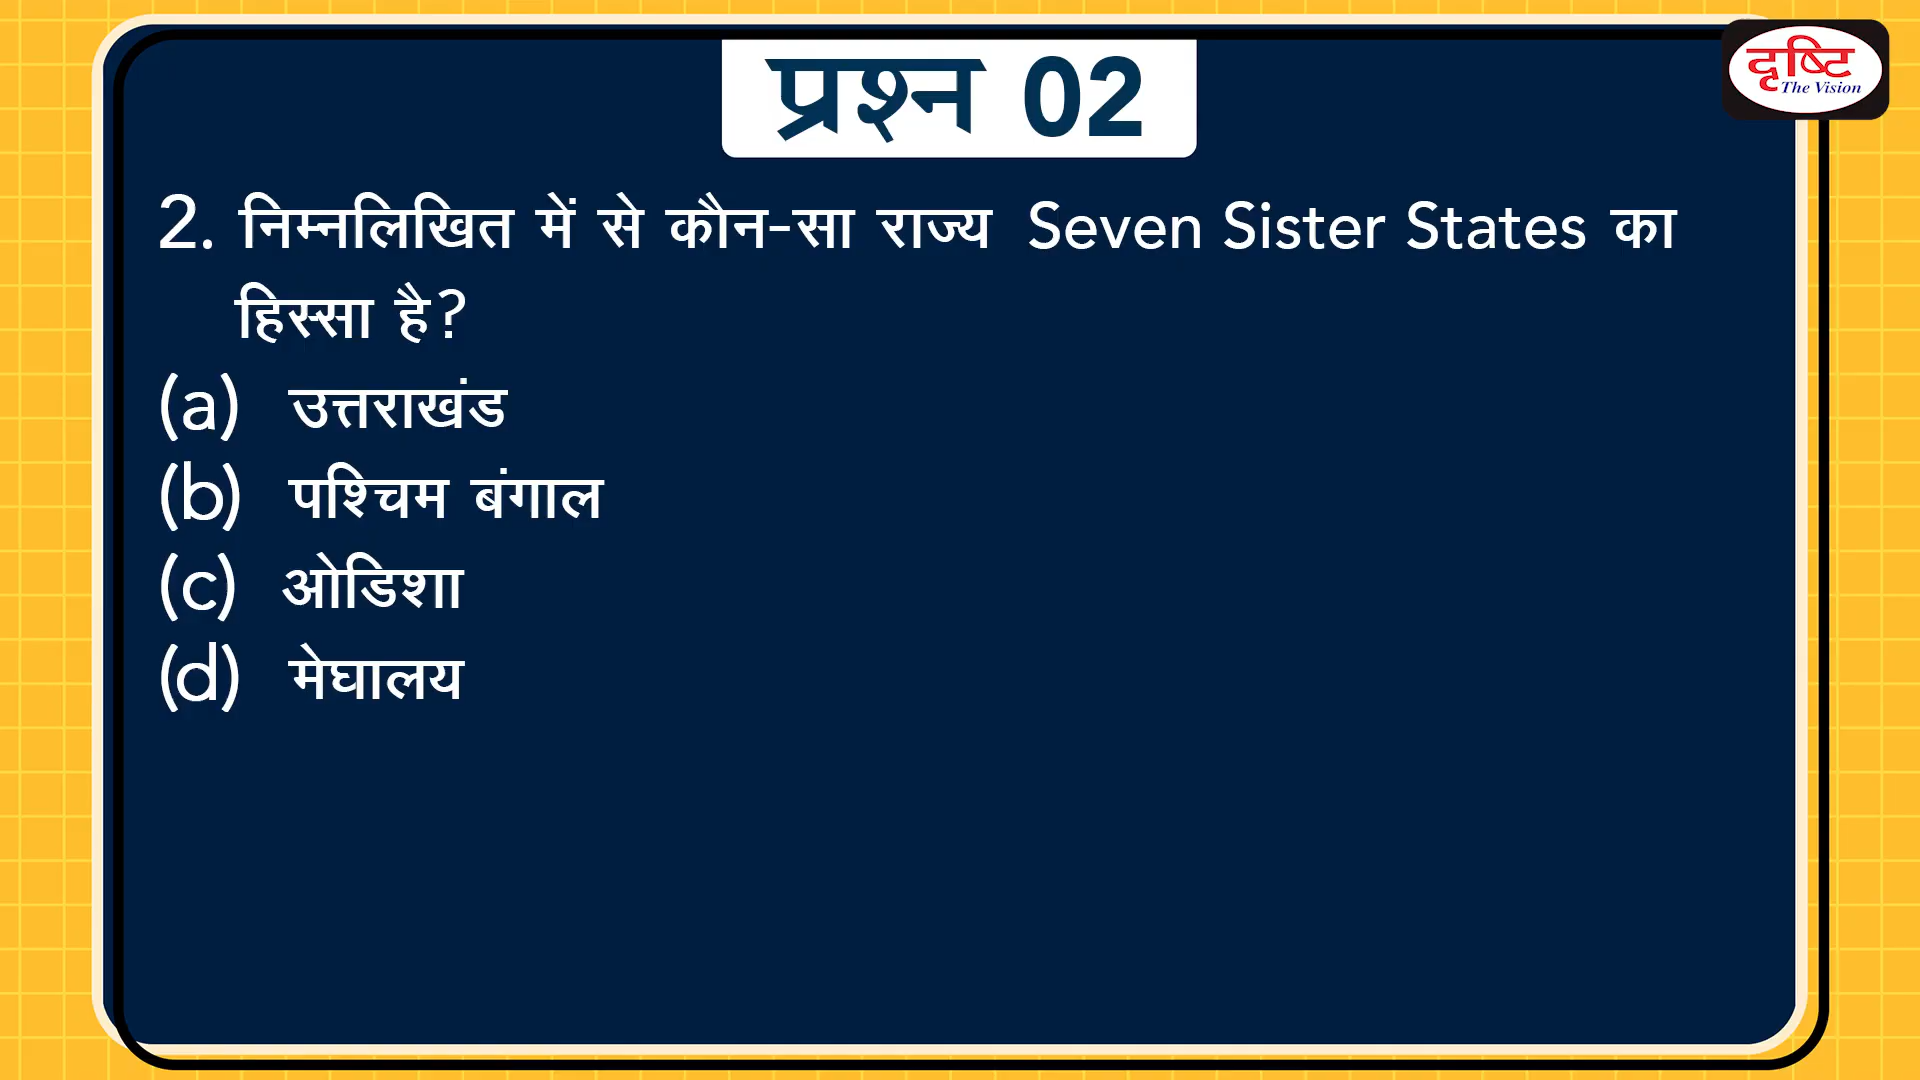 प्रश्न 02
दृष्टि
The Vision
2. निम्नलिखित में से कौन-सा राज्य Seven Sister States का
हिस्सा है?
(a) उत्तराखंड
(b) पश्चिम बंगाल
(c) ओडिशा
(d) मेघालय